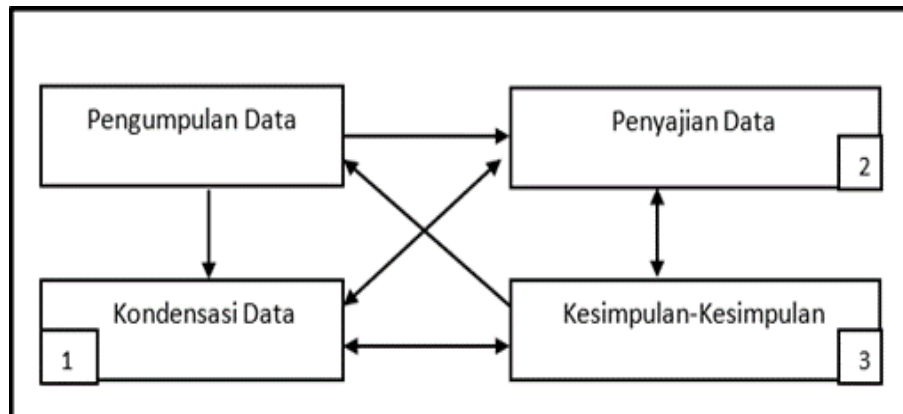 Pengumpulan Data
Penyajian Data
2
Kondensasi Data
1
Kesimpulan-Kesimpulan
3